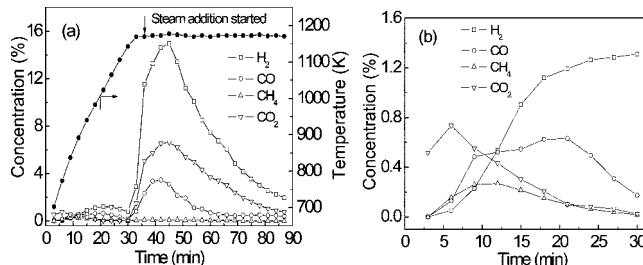 Steam addition started
(a)
H2
CO
CH4
CO2
Concentration (%)
16
12
8
4
0
0 10 20 30 40 50 60 70 80 90
Time (min)
Temperature (K)
1200
1100
1000
900
800
700
(b)
H2
CO
CH4
CO2
Concentration (%)
1.6
1.2
0.8
0.4
0.0
0 5 10 15 20 25 30
Time (min)